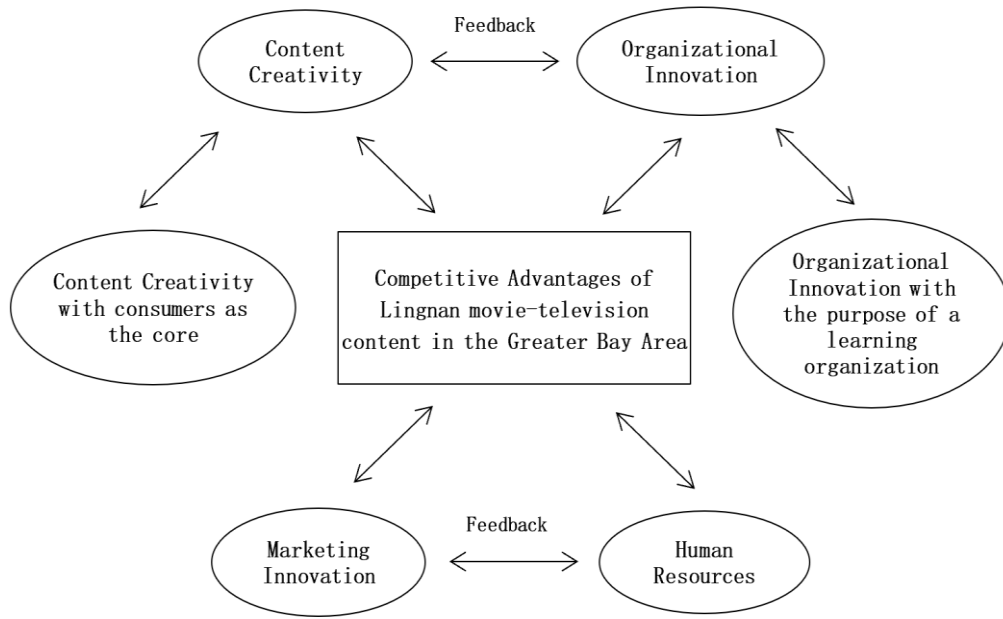 Feedback
Content
Creativity
Organizational
Innovation
Content Creativity
with consumers as
the core
Competitive Advantages of
Lingnan movie-television
content in the Greater Bay Area
Organizational
Innovation with
the purpose of a
learning
organization
Feedback
Marketing
Innovation
Human
Resources